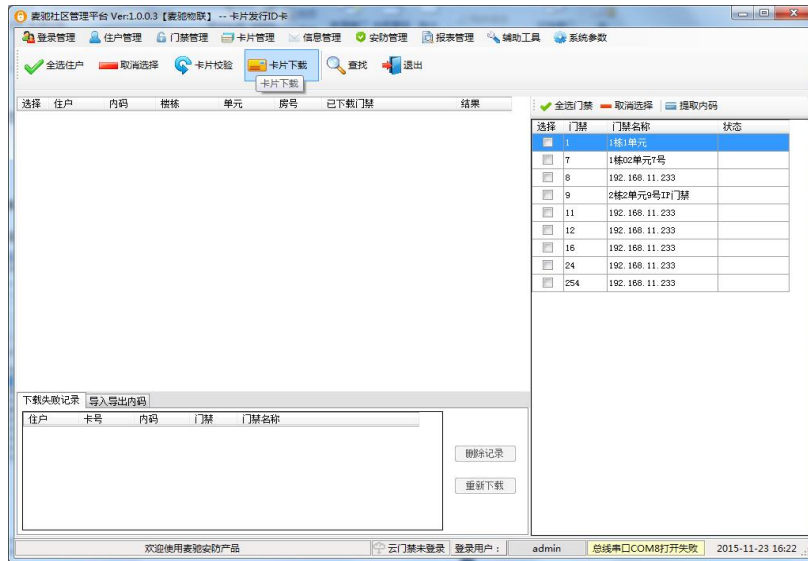 麦驰社区管理平台 Ver:1.0.0.3【麦驰物联】 -- 卡片发行ID卡
登录管理 住户管理 门禁管理 卡片管理 信息管理 安防管理 报表管理 辅助工具 系统参数
全选住户 取消选择 卡片校验 卡片下载 查找 退出
卡片下载
选择 住户 内码 楼栋 单元 房号 已下载门禁 结果
全选门禁 取消选择 提取内码
选择 门禁 门禁名称 状态
1 1栋1单元
7 1栋02单元7号
8 192.168.11.233
9 2栋2单元9号IP门禁
11 192.168.11.233
12 192.168.11.233
16 192.168.11.233
24 192.168.11.233
254 192.168.11.233
下载失败记录 导入导出内码
住户 卡号 内码 门禁 门禁名称
删除记录
重新下载
欢迎使用麦驰安防产品 云门禁未登录 登录用户： admin 总线串口COM8打开失败 2015-11-23 16:22